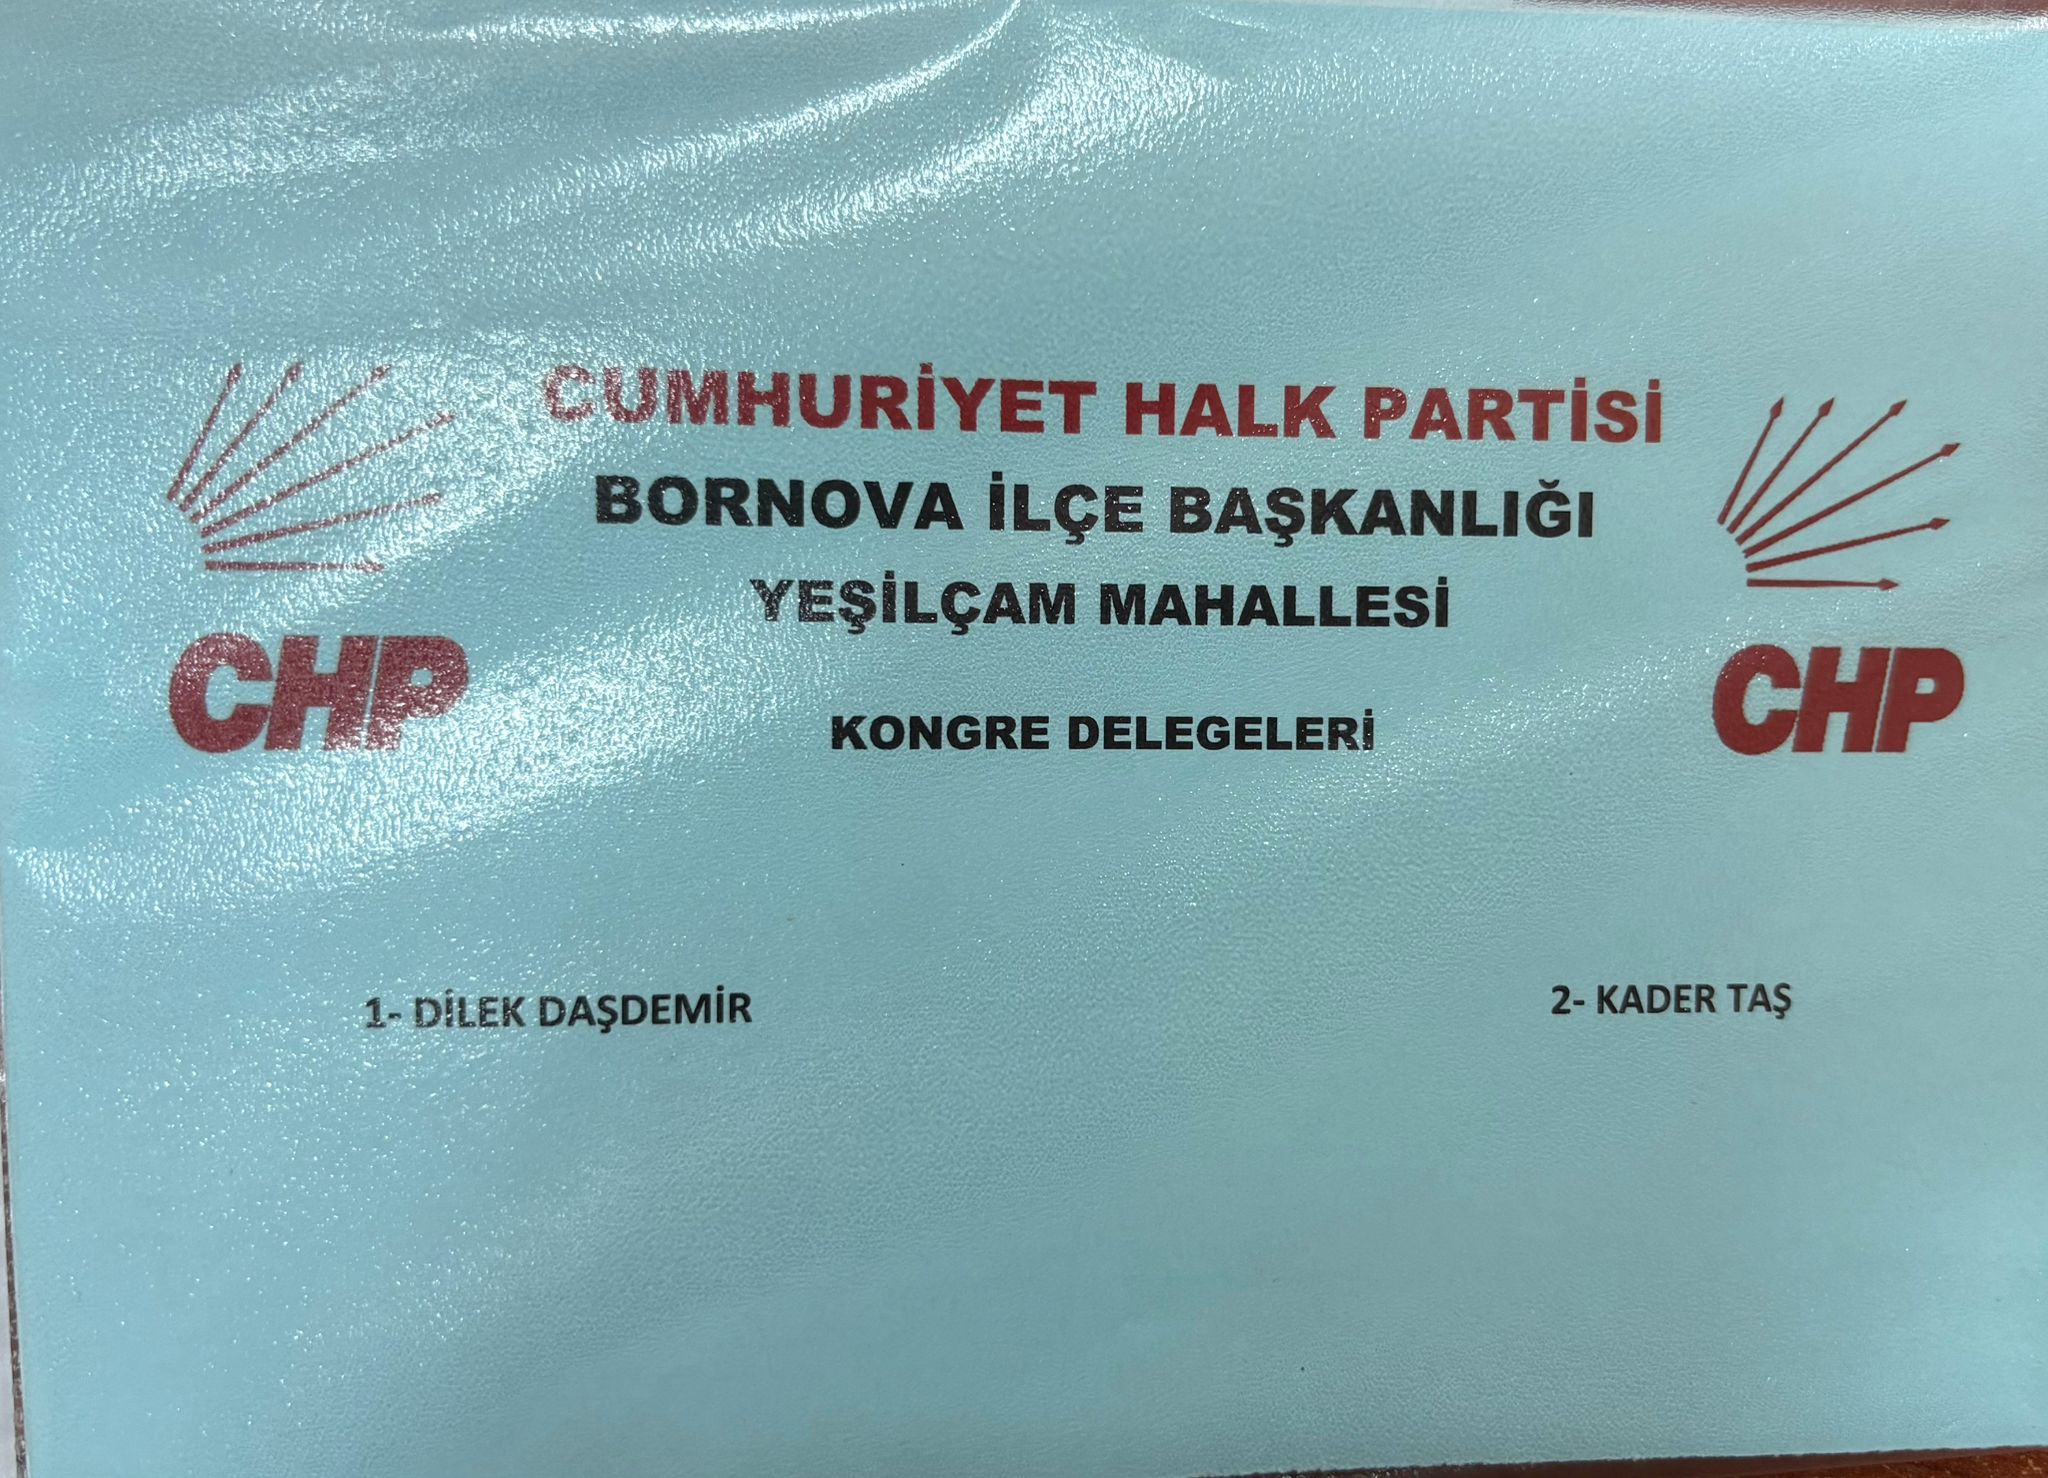 CUMHURİYET HALK PARTİSİ
BORNOVA İLÇE BAŞKANLIĞI
YEŞİLÇAM MAHALLESİ
CHP
CHP
KONGRE DELEGELERİ
1- DİLEK DAŞDEMİR
2- KADER TAŞ